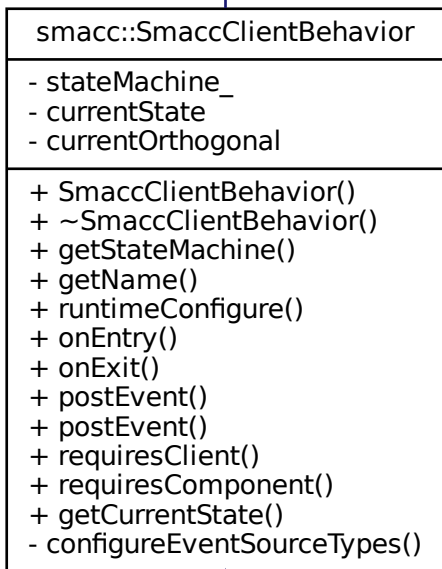 smacc::SmaccClientBehavior
- stateMachine_
- currentState
- currentOrthogonal
+ SmaccClientBehavior()
+ ~SmaccClientBehavior()
+ getStateMachine()
+ getName()
+ runtimeConfigure()
+ onEntry()
+ onExit()
+ postEvent()
+ postEvent()
+ requiresClient()
+ requiresComponent()
+ getCurrentState()
- configureEventSourceTypes()